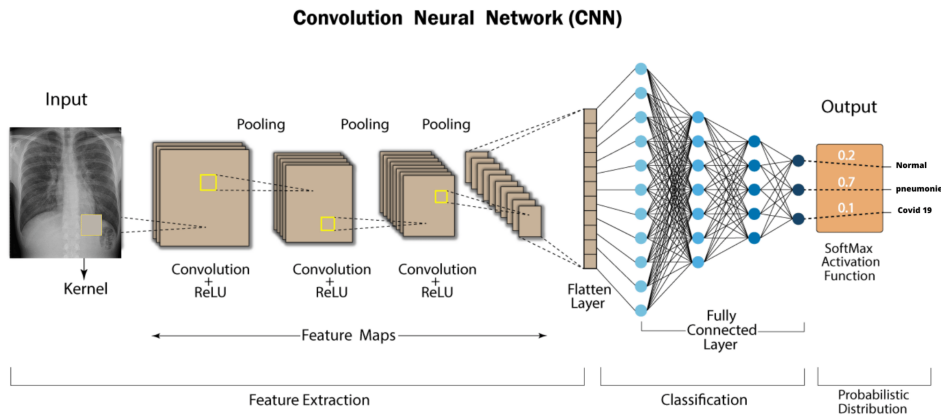 Convolution Neural Network (CNN)
Input
Pooling
Pooling
Pooling
Output
0.2
Normal
0.7
pneumonie
0.1
Covid 19
Kernel
Convolution
+
ReLU
Convolution
+
ReLU
Convolution
+
ReLU
Flatten
Layer
SoftMax
Activation
Function
Feature Maps
Fully
Connected
Layer
Feature Extraction
Classification
Probabilistic
Distribution